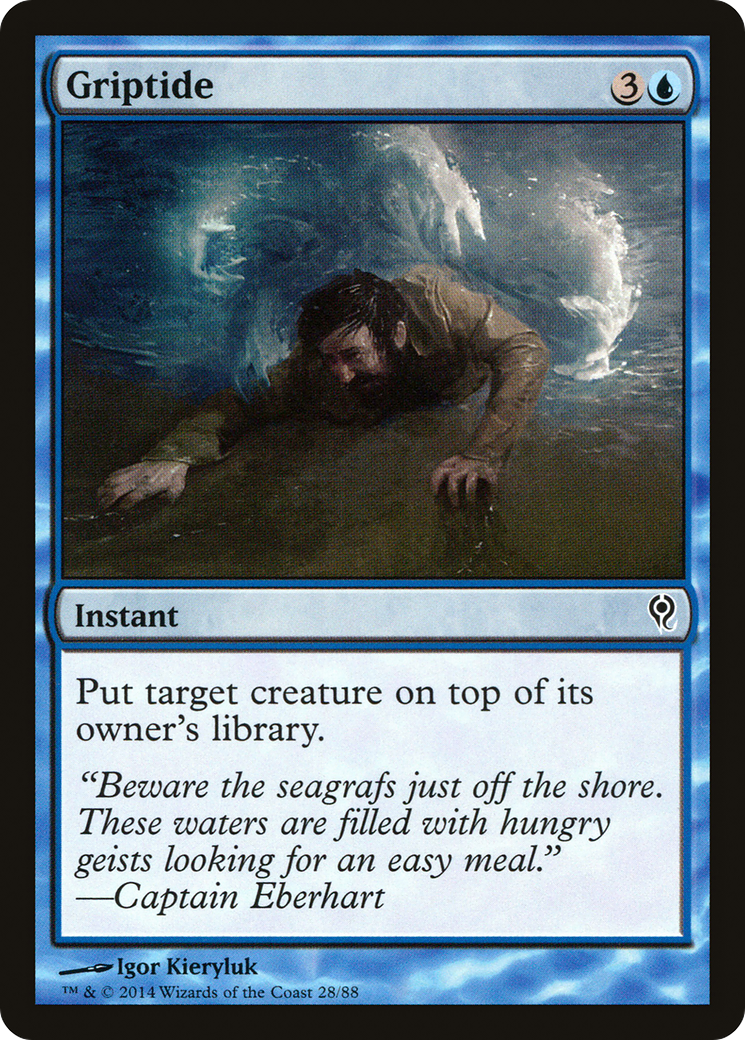 Griptide
3
Instant
Put target creature on top of its
owner's library.
“Beware the seagrafs just off the shore.
These waters are filled with hungry
geists looking for an easy meal.”
—Captain Eberhart
Igor Kieryluk
™ & © 2014 Wizards of the Coast 28/88